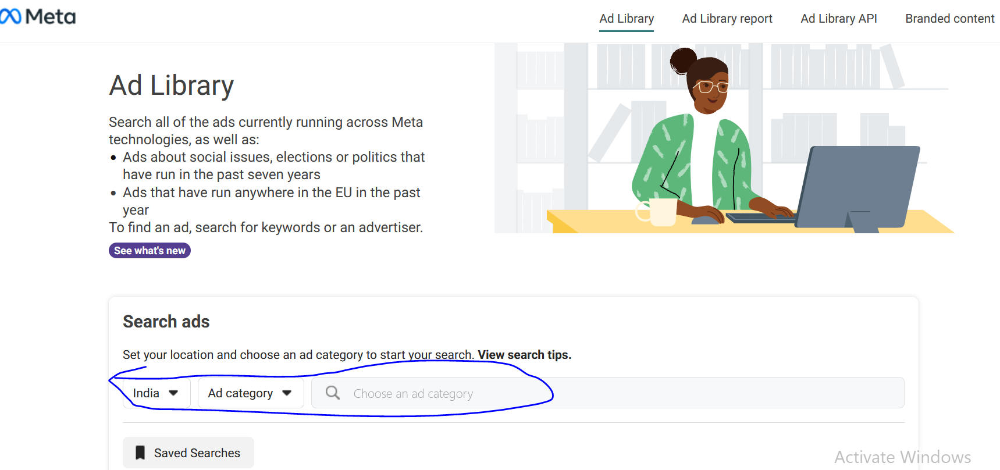 Meta
Ad Library
Ad Library report
Ad Library API
Branded content
Ad Library
Search all of the ads currently running across Meta
technologies, as well as:
• Ads about social issues, elections or politics that
have run in the past seven years
• Ads that have run anywhere in the EU in the past
year
To find an ad, search for keywords or an advertiser.
See what's new
Search ads
Set your location and choose an ad category to start your search. View search tips.
India
Ad category
Choose an ad category
Saved Searches
Activate Windows